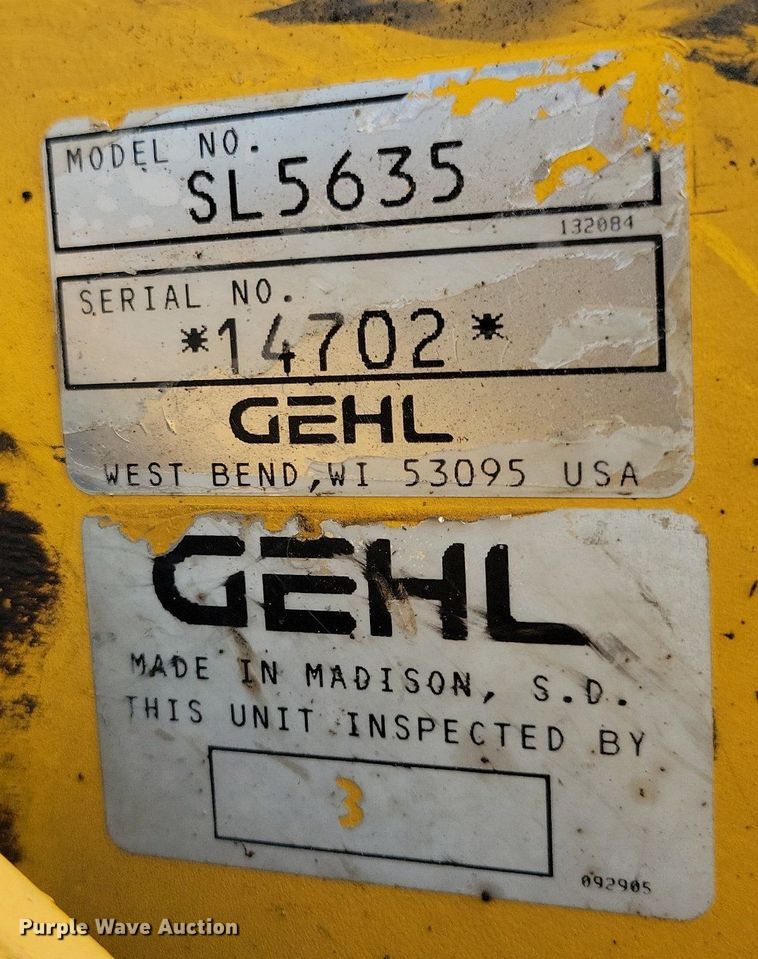 MODEL NO.
SL5635
132084
SERIAL NO.
*14702*
GEHL
WEST BEND,WI 53095 USA
GEHL
MADE IN MADISON, S.D.
THIS UNIT INSPECTED BY
3
092905
Purple Wave Auction